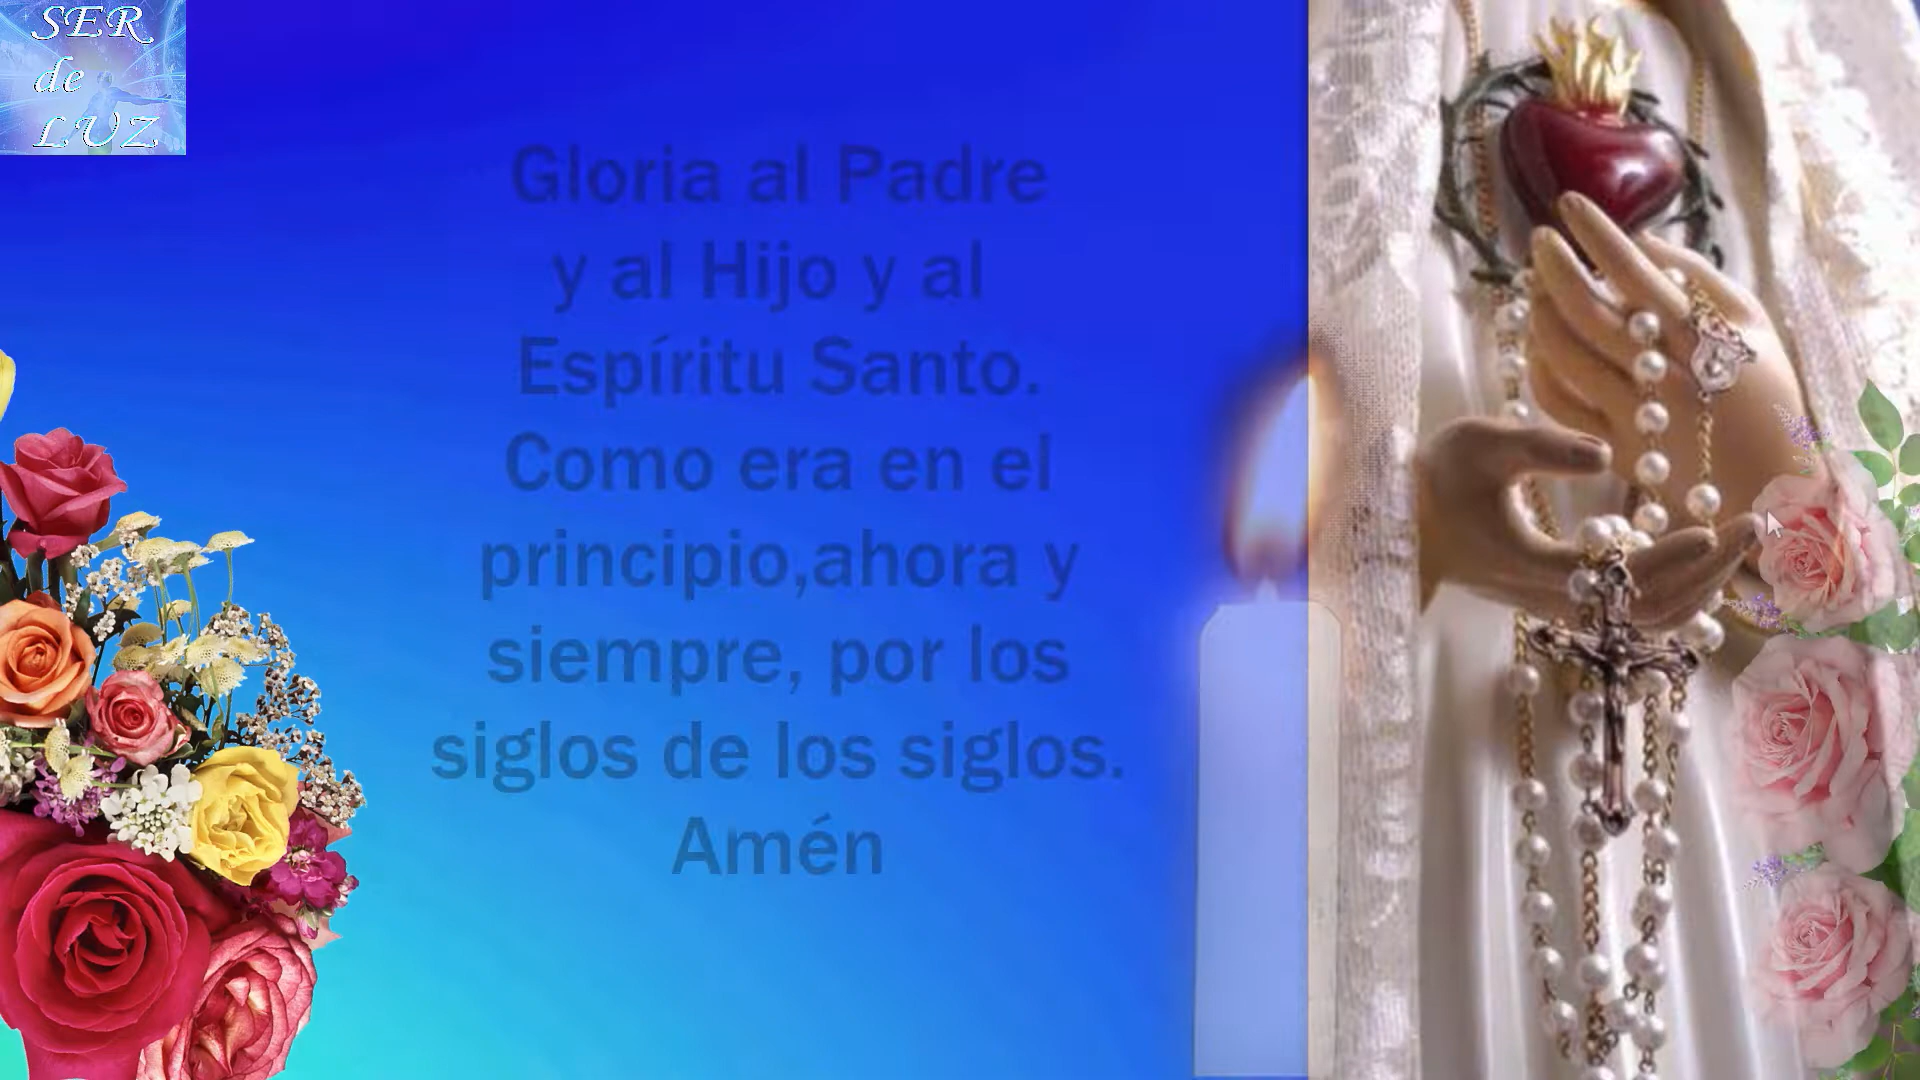 SER
de
LUZ
Gloria al Padre
y al Hijo y al
Espíritu Santo.
Como era en el
principio,ahora y
siempre, por los
siglos de los siglos.
Amén